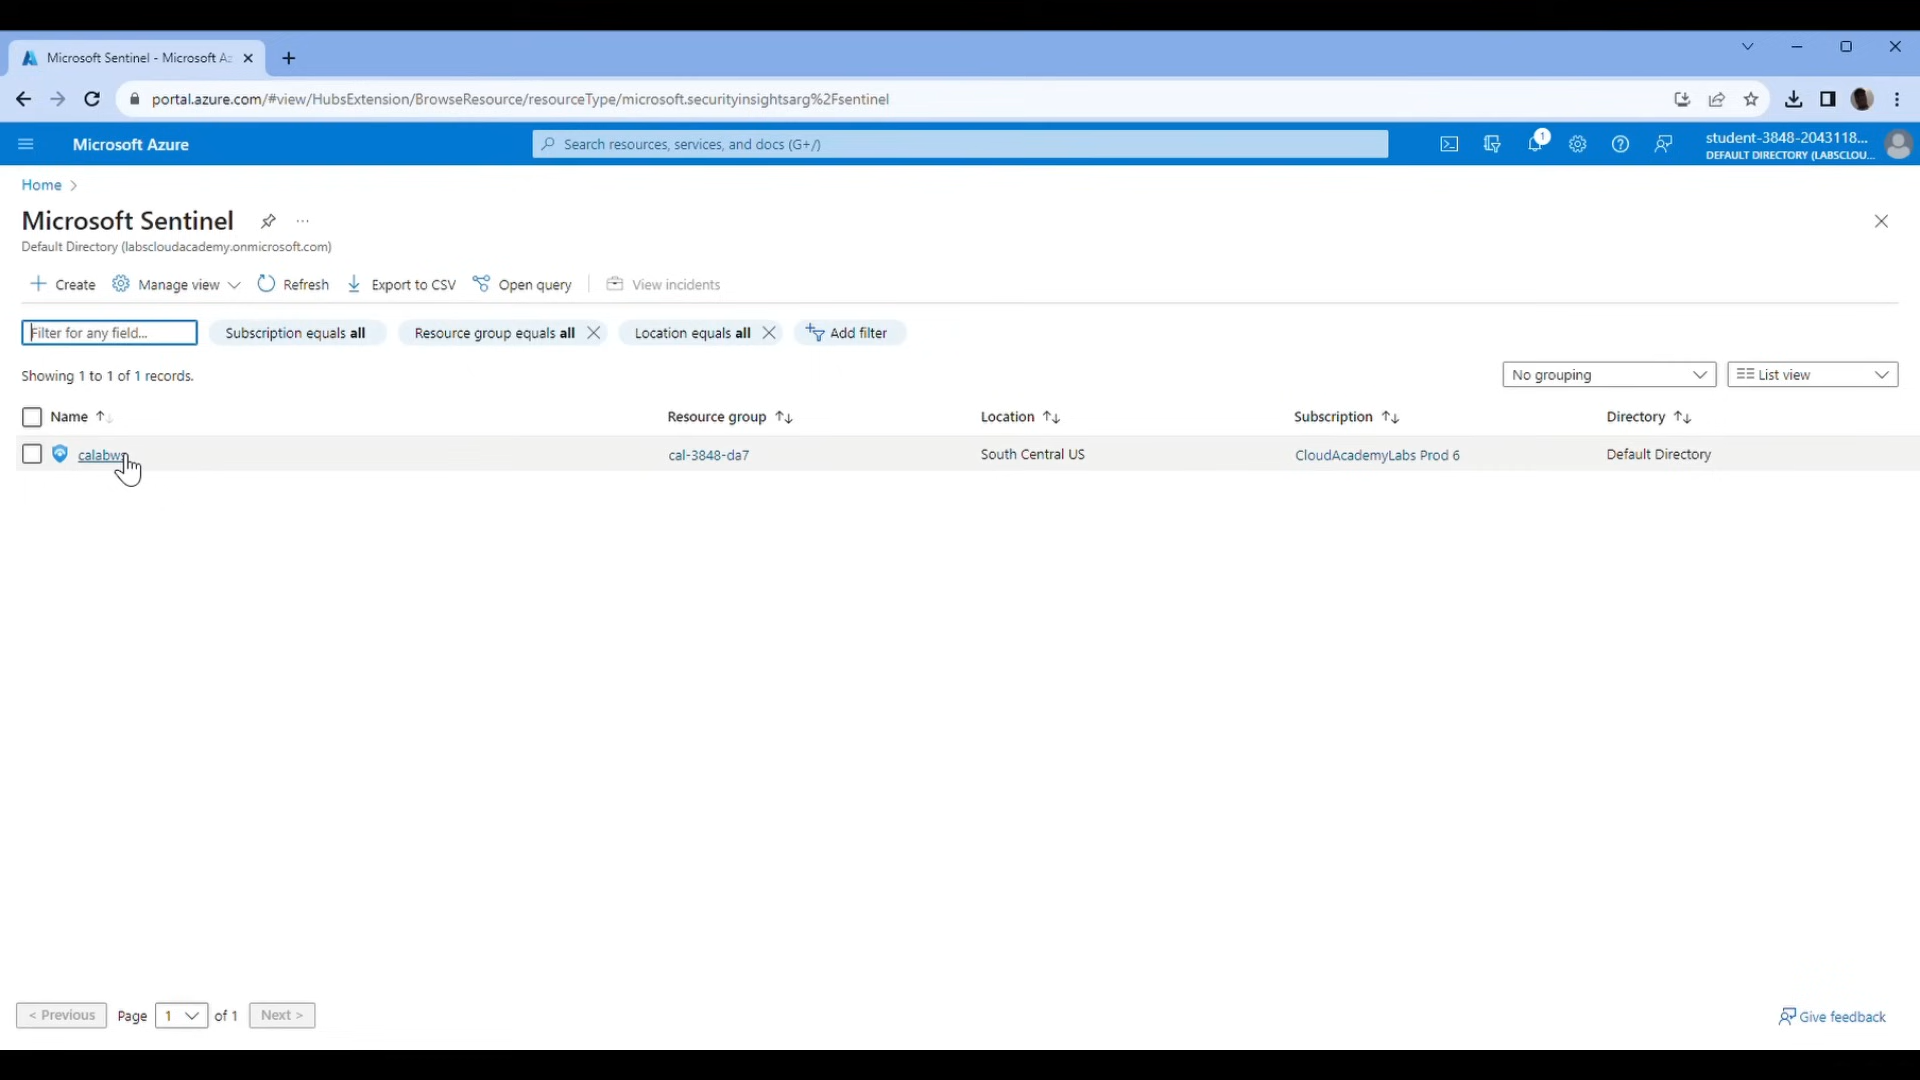 Microsoft Sentinel - Microsoft Az
portal.azure.com/#view/HubsExtension/BrowseResource/resourceType/microsoft.securityinsightsarg%2Fsentinel
Microsoft Azure
Search resources, services, and docs (G+/)
1
student-3848-2043118...
DEFAULT DIRECTORY (LABSCLOU...
Home >
Microsoft Sentinel
...
Default Directory (labscloudacademy.onmicrosoft.com)
Create Manage view Refresh Export to CSV Open query View incidents
Filter for any field... Subscription equals all Resource group equals all Location equals all Add filter
Showing 1 to 1 of 1 records.
No grouping List view
Name Resource group Location Subscription Directory
cal-3848-da7 South Central US CloudAcademyLabs Prod 6 Default Directory
< Previous Page 1 of 1 Next >
Give feedback